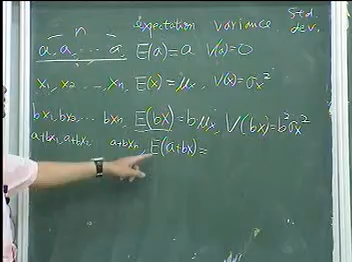 expectation variance Std. dev.
n
a, a, ... a, E(a) = a V(a) = 0
x₁, x₂, ... xₙ, E(x) = μₓ V(x) = σₓ²
bx₁, bx₂, ... bxₙ, E(bx) = bμₓ, V(bx) = b²σₓ²
a+bx₁, a+bx₂ a+bxₙ, E(a+bx) =